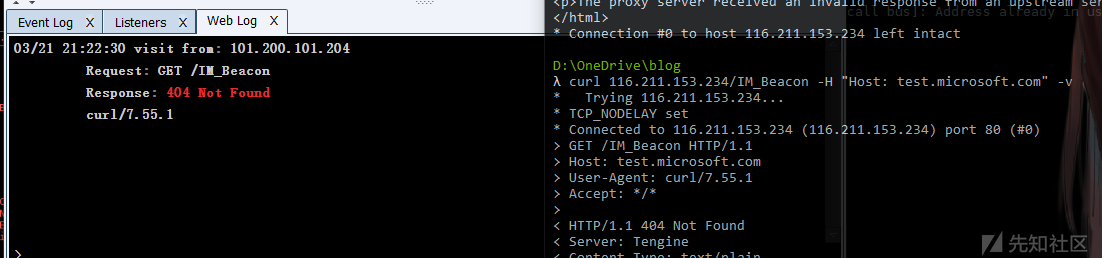 Event Log X Listeners X Web Log X
03/21 21:22:30 visit from: 101.200.101.204
Request: GET /IM_Beacon
Response: 404 Not Found
curl/7.55.1
>
<p>The proxy server received an invalid response from an upstream ser
</html>
* Connection #0 to host 116.211.153.234 left intact
D:\OneDrive\blog
λ curl 116.211.153.234/IM_Beacon -H "Host: test.microsoft.com" -v
* Trying 116.211.153.234...
* TCP_NODELAY set
* Connected to 116.211.153.234 (116.211.153.234) port 80 (#0)
> GET /IM_Beacon HTTP/1.1
> Host: test.microsoft.com
> User-Agent: curl/7.55.1
> Accept: */*
>
< HTTP/1.1 404 Not Found
< Server: Tengine
< Content-Type: text/plain
call bus]: Address already in us
先知社区